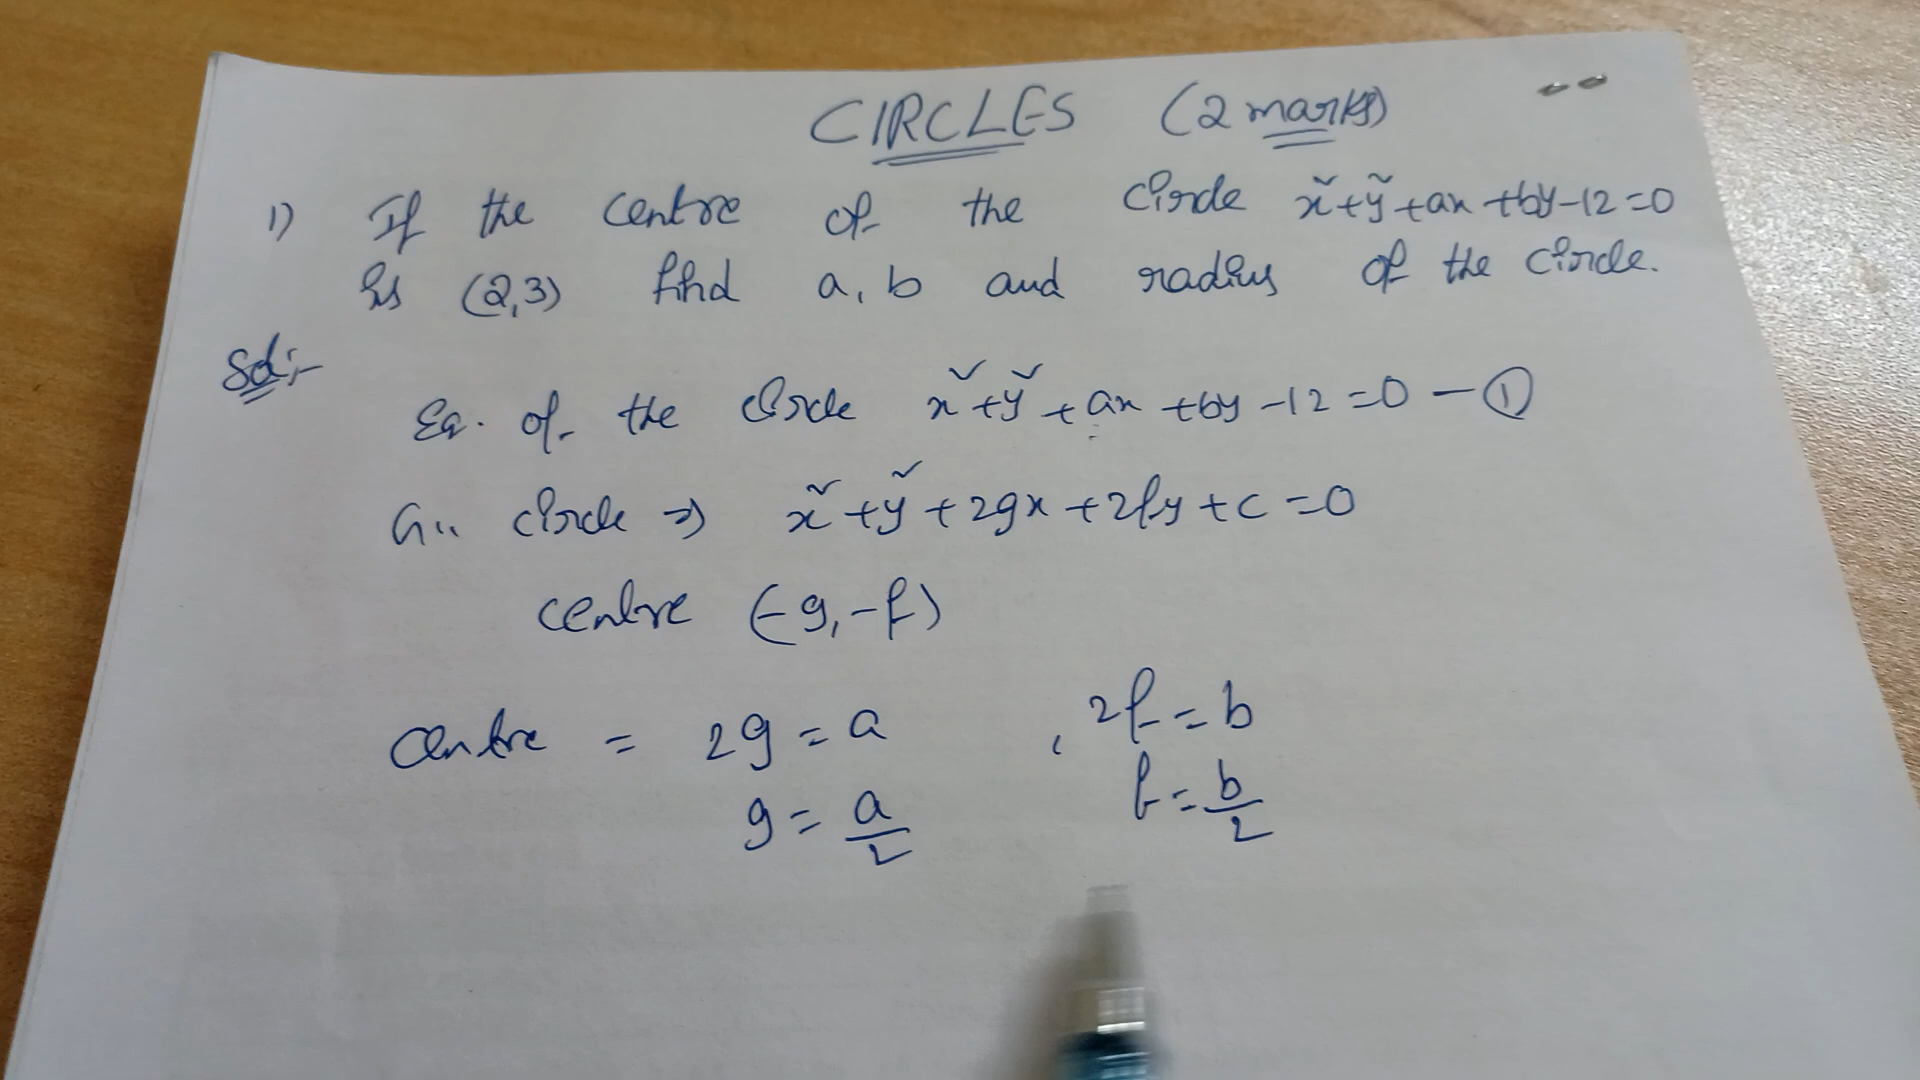 CIRCLES (2 marks)
1) If the centre of the circle x²+y²+ax+by-12=0
is (2,3) find a, b and radius of the circle.
Sol:-
Eq. of the circle x²+y²+ax+by-12=0 — ①
G.. circle ⇒ x²+y²+2gx+2fy+c=0
centre (-g,-f)
centre = 2g=a , 2f=b
g=a/2 f=b/2